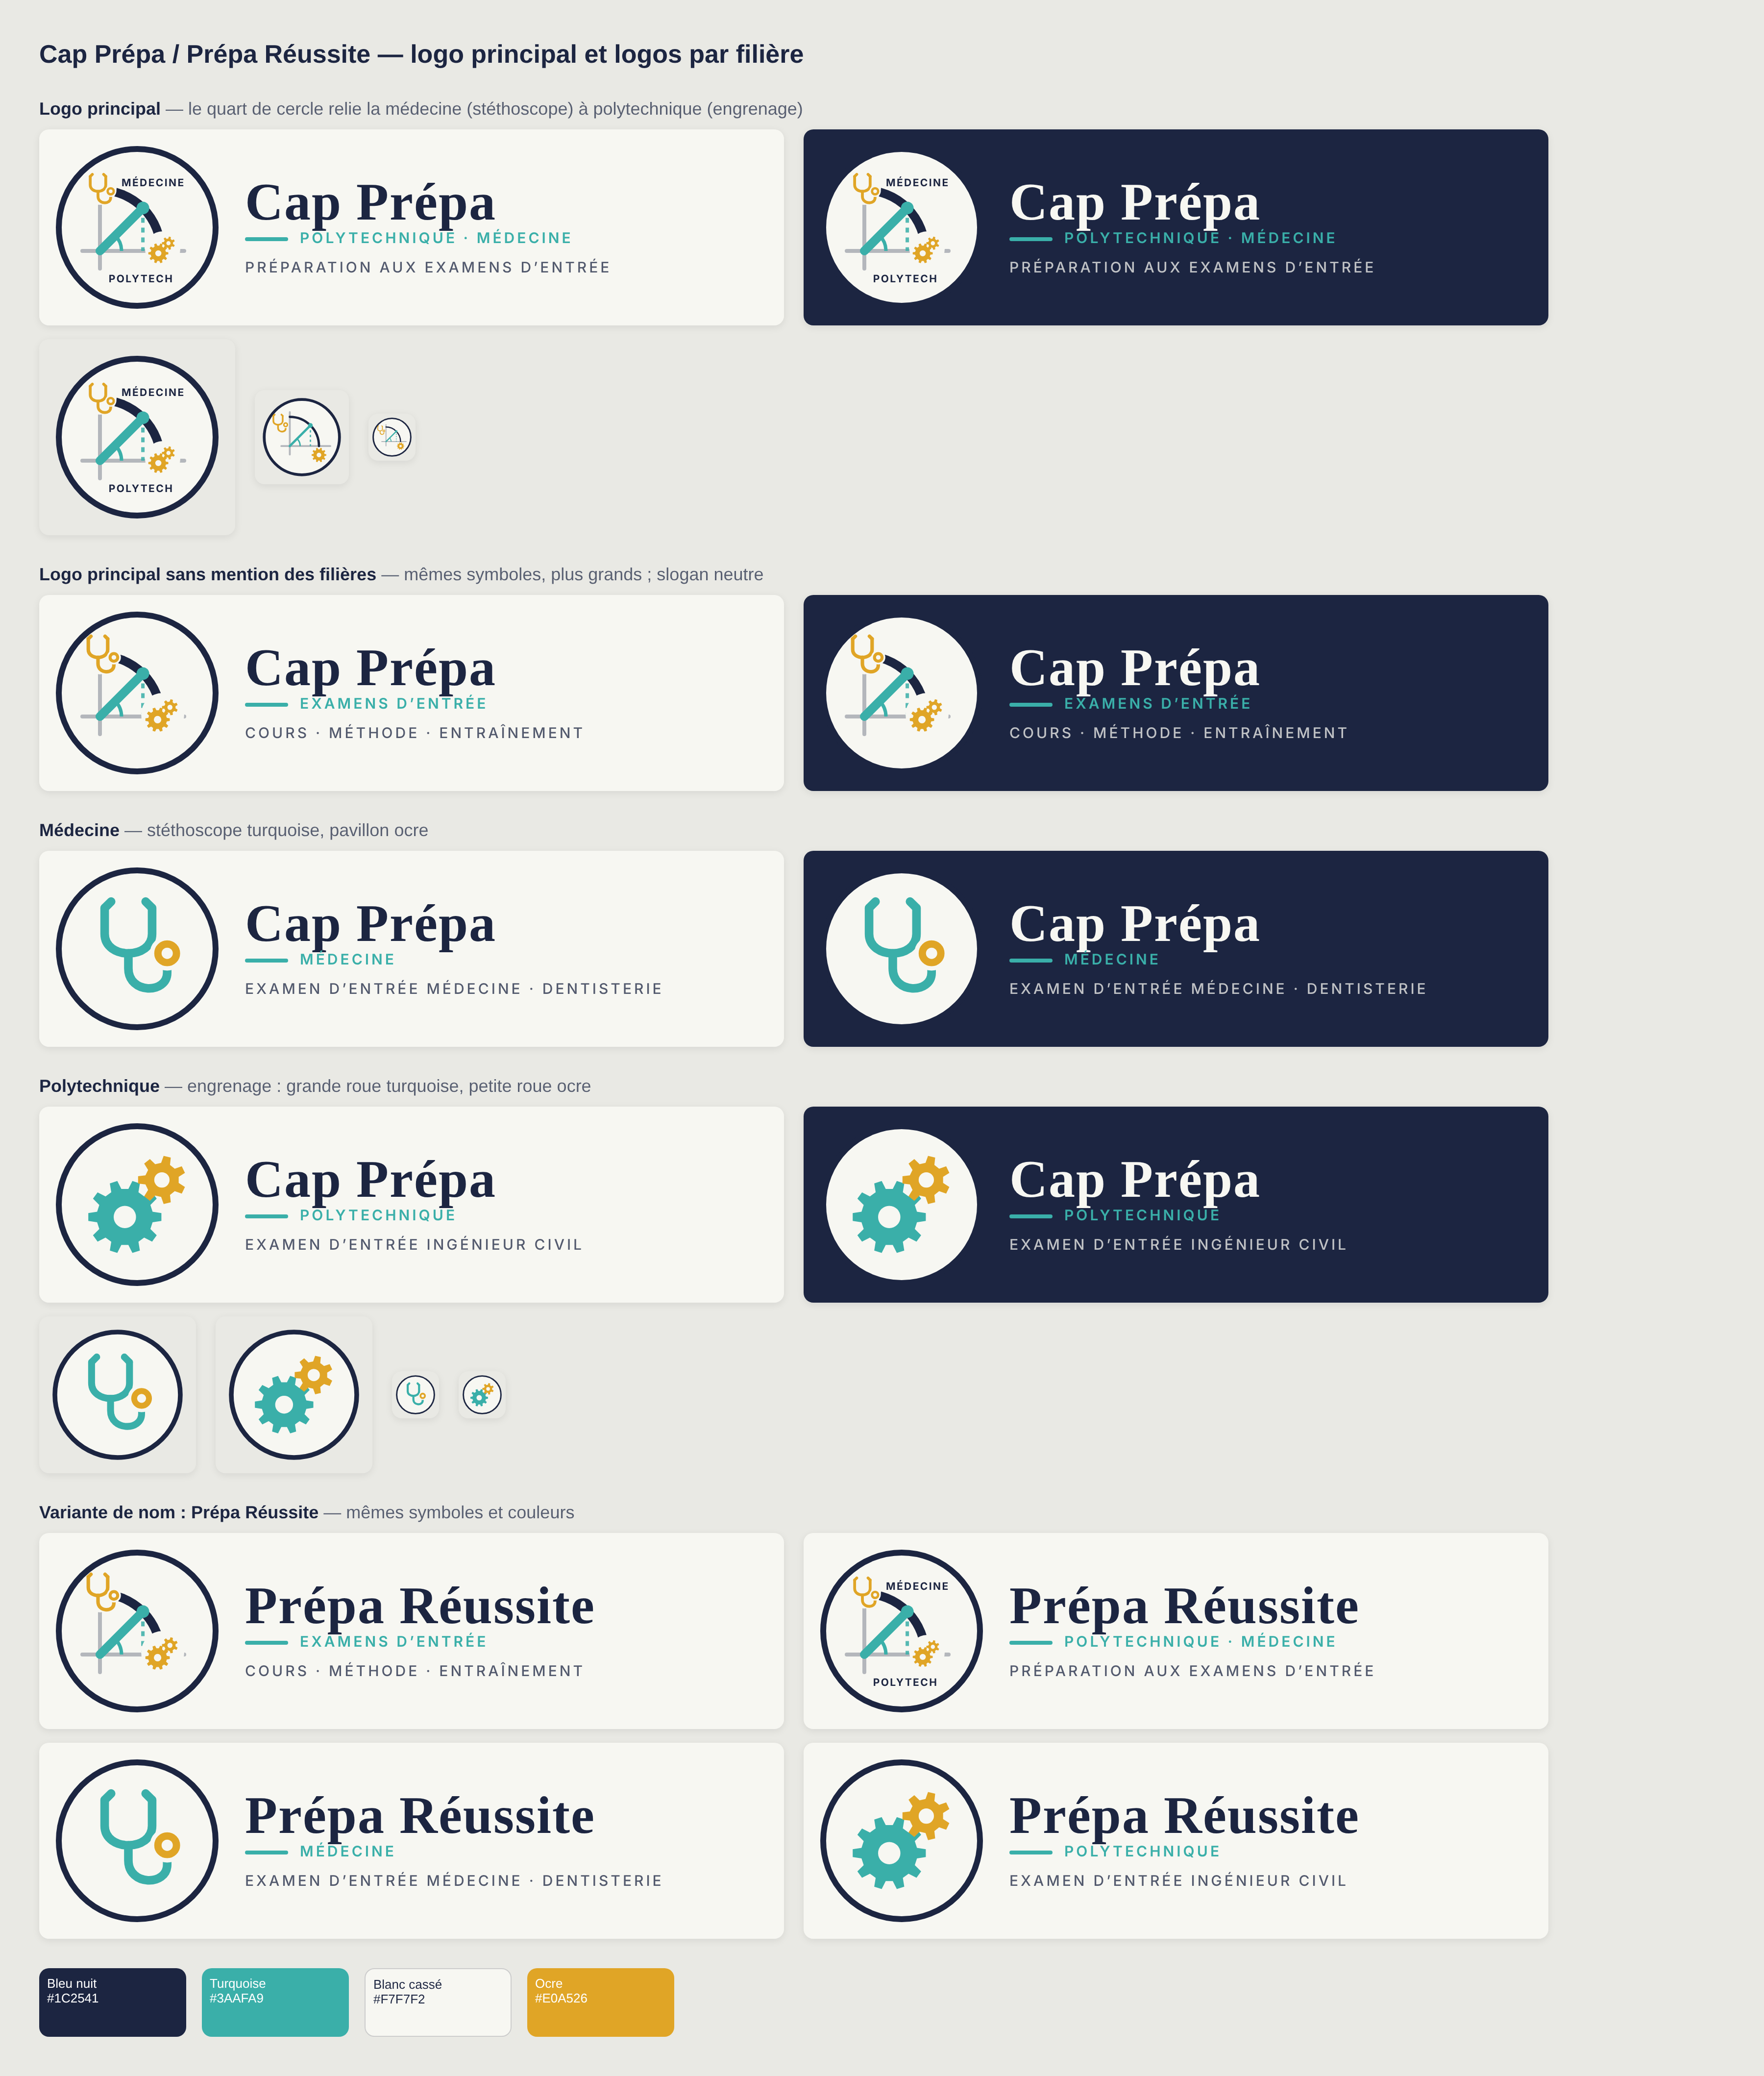 Cap Prépa / Prépa Réussite — logo principal et logos par filière
Logo principal — le quart de cercle relie la médecine (stéthoscope) à polytechnique (engrenage)
MÉDECINE
POLYTECH
Cap Prépa
POLYTECHNIQUE · MÉDECINE
PRÉPARATION AUX EXAMENS D’ENTRÉE
MÉDECINE
POLYTECH
Cap Prépa
POLYTECHNIQUE · MÉDECINE
PRÉPARATION AUX EXAMENS D’ENTRÉE
MÉDECINE
POLYTECH
Logo principal sans mention des filières — mêmes symboles, plus grands ; slogan neutre
Cap Prépa
EXAMENS D’ENTRÉE
COURS · MÉTHODE · ENTRAÎNEMENT
Cap Prépa
EXAMENS D’ENTRÉE
COURS · MÉTHODE · ENTRAÎNEMENT
Médecine — stéthoscope turquoise, pavillon ocre
Cap Prépa
MÉDECINE
EXAMEN D’ENTRÉE MÉDECINE · DENTISTERIE
Cap Prépa
MÉDECINE
EXAMEN D’ENTRÉE MÉDECINE · DENTISTERIE
Polytechnique — engrenage : grande roue turquoise, petite roue ocre
Cap Prépa
POLYTECHNIQUE
EXAMEN D’ENTRÉE INGÉNIEUR CIVIL
Cap Prépa
POLYTECHNIQUE
EXAMEN D’ENTRÉE INGÉNIEUR CIVIL
Variante de nom : Prépa Réussite — mêmes symboles et couleurs
Prépa Réussite
EXAMENS D’ENTRÉE
COURS · MÉTHODE · ENTRAÎNEMENT
MÉDECINE
POLYTECH
Prépa Réussite
POLYTECHNIQUE · MÉDECINE
PRÉPARATION AUX EXAMENS D’ENTRÉE
Prépa Réussite
MÉDECINE
EXAMEN D’ENTRÉE MÉDECINE · DENTISTERIE
Prépa Réussite
POLYTECHNIQUE
EXAMEN D’ENTRÉE INGÉNIEUR CIVIL
Bleu nuit
#1C2541
Turquoise
#3AAFA9
Blanc cassé
#F7F7F2
Ocre
#E0A526